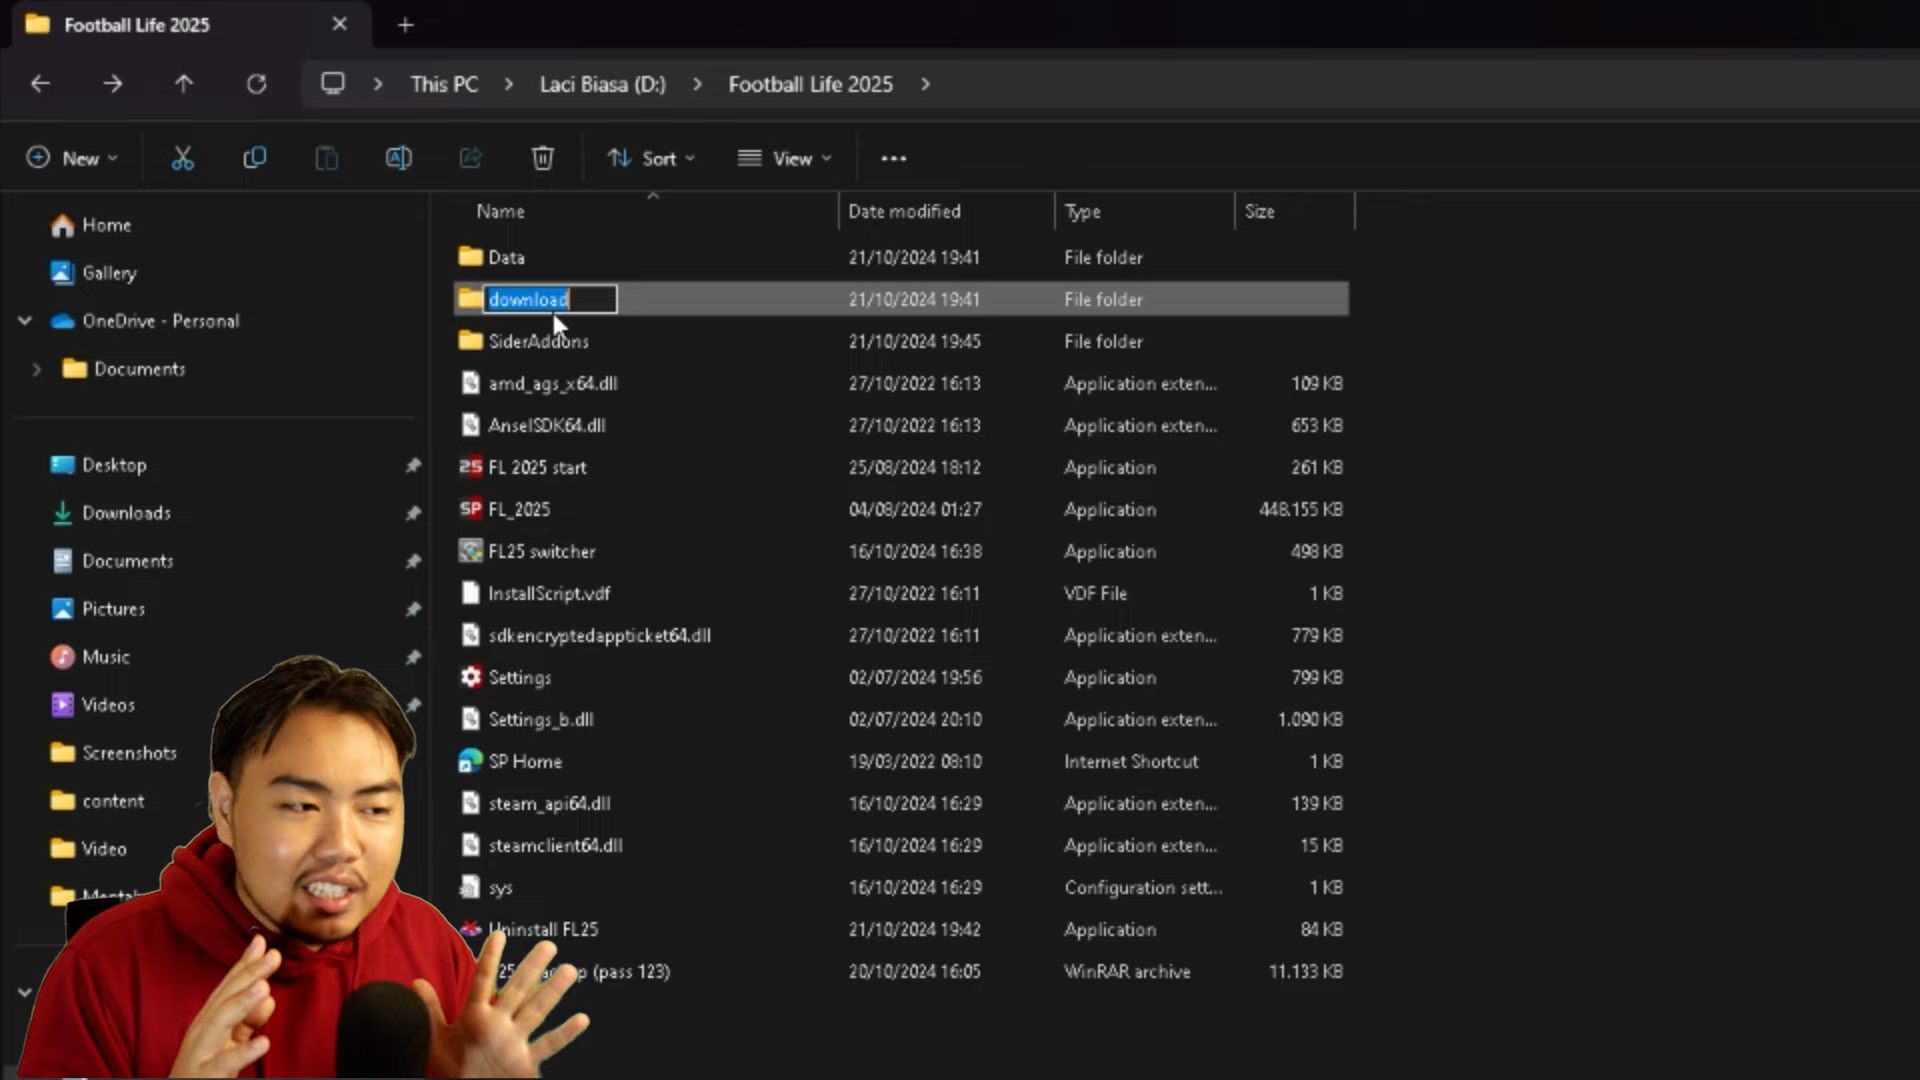 Football Life 2025
This PC > Laci Biasa (D:) > Football Life 2025 >
New Sort View ...
Name Date modified Type Size
Home
Gallery
OneDrive - Personal
Documents
Desktop
Downloads
Documents
Pictures
Music
Videos
Screenshots
content
Video
Data 21/10/2024 19:41 File folder
download 21/10/2024 19:41 File folder
SiderAddons 21/10/2024 19:45 File folder
amd_ags_x64.dll 27/10/2022 16:13 Application exten... 109 KB
AnselSDK64.dll 27/10/2022 16:13 Application exten... 653 KB
25 FL 2025 start 25/08/2024 18:12 Application 261 KB
SP FL_2025 04/08/2024 01:27 Application 448.155 KB
FL25 switcher 16/10/2024 16:38 Application 498 KB
InstallScript.vdf 27/10/2022 16:11 VDF File 1 KB
sdkencryptedappticket64.dll 27/10/2022 16:11 Application exten... 779 KB
Settings 02/07/2024 19:56 Application 799 KB
Settings_b.dll 02/07/2024 20:10 Application exten... 1.090 KB
SP Home 19/03/2022 08:10 Internet Shortcut 1 KB
steam_api64.dll 16/10/2024 16:29 Application exten... 139 KB
steamclient64.dll 16/10/2024 16:29 Application exten... 15 KB
sys 16/10/2024 16:29 Configuration sett... 1 KB
Uninstall FL25 21/10/2024 19:42 Application 84 KB
(pass 123) 20/10/2024 16:05 WinRAR archive 11.133 KB